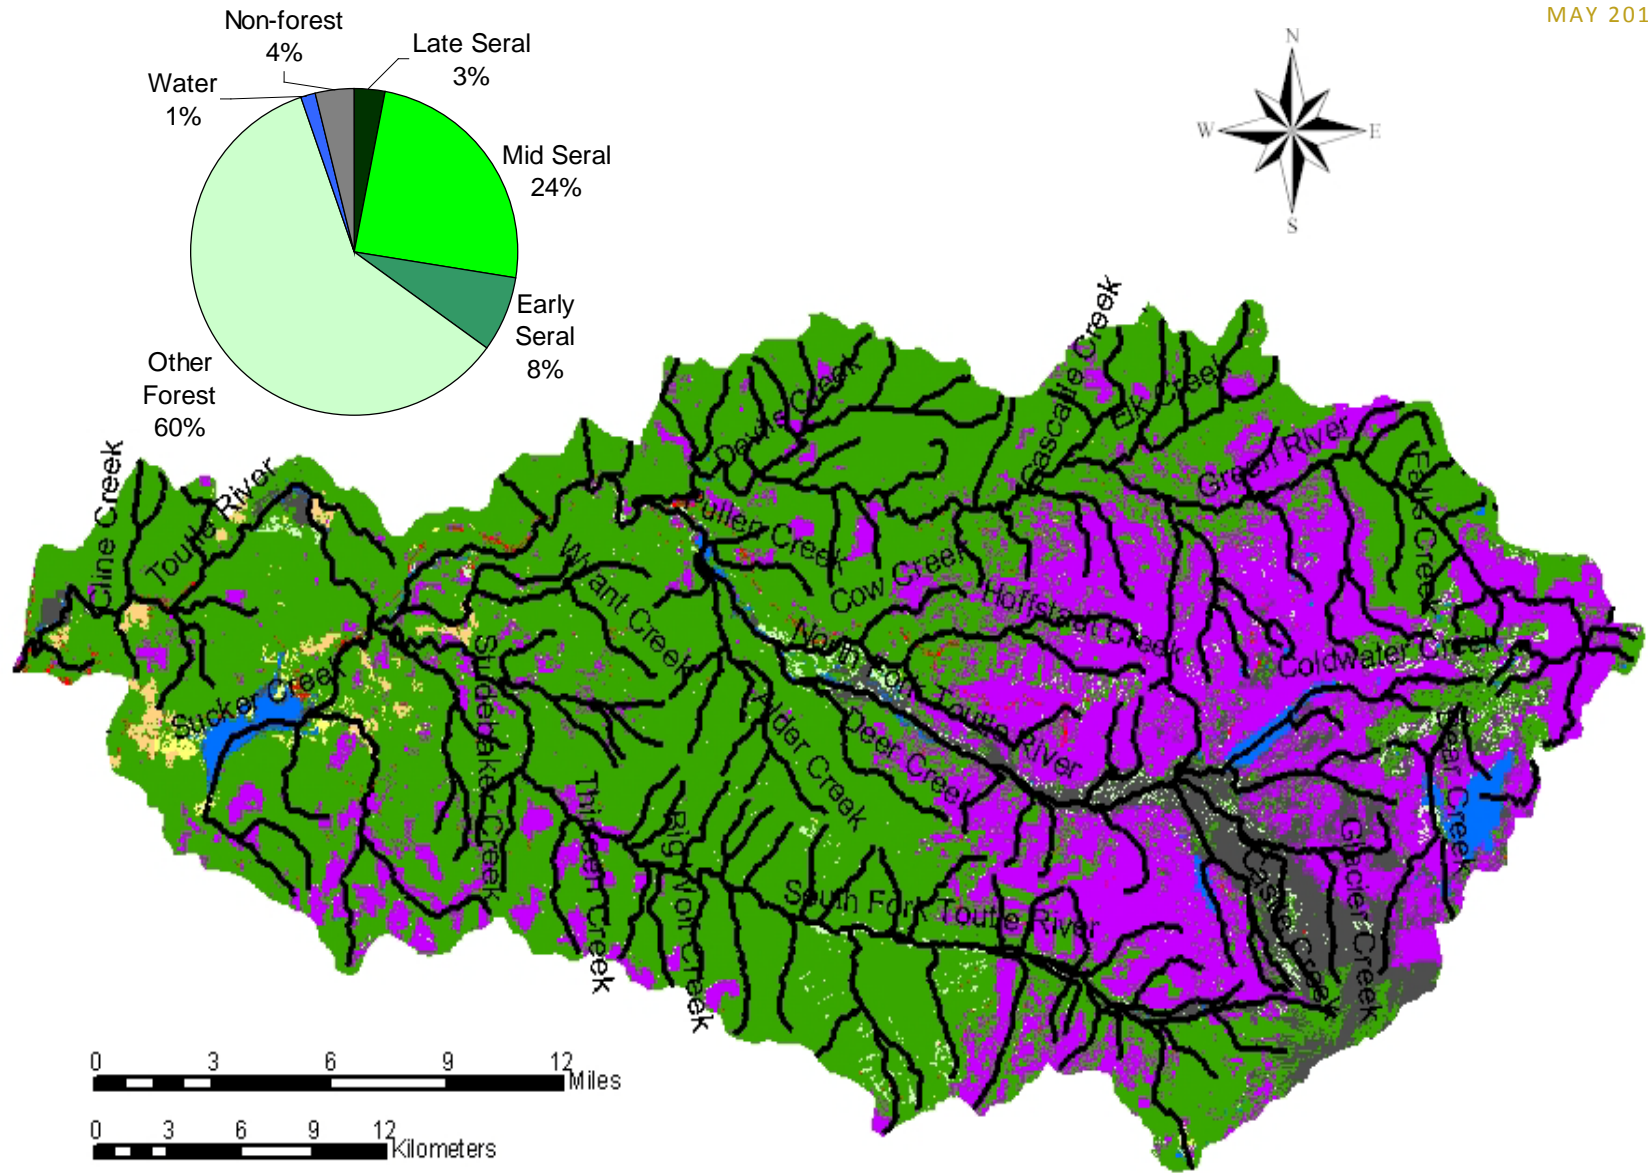 MAY 201
Non-forest
4%
Late Seral
3%
Water
1%
Mid Seral
24%
Early
Seral
8%
Other
Forest
60%
N
W
E
S
Cline Creek
Toutle River
Devils Creek
Cascade Creek
Elk Creek
Green River
Falls Creek
Pullen Creek
Cow Creek
Hoffstadt Creek
Wyant Creek
North Fork Toutle River
Coldwater Creek
Sucker Creek
Studebaker Creek
Alder Creek
Deer Creek
Bear Creek
Thirteen Creek
Big Wolf Creek
South Fork Toutle River
Castle Creek
Glacier Creek
0 3 6 9 12
Miles
0 3 6 9 12
Kilometers